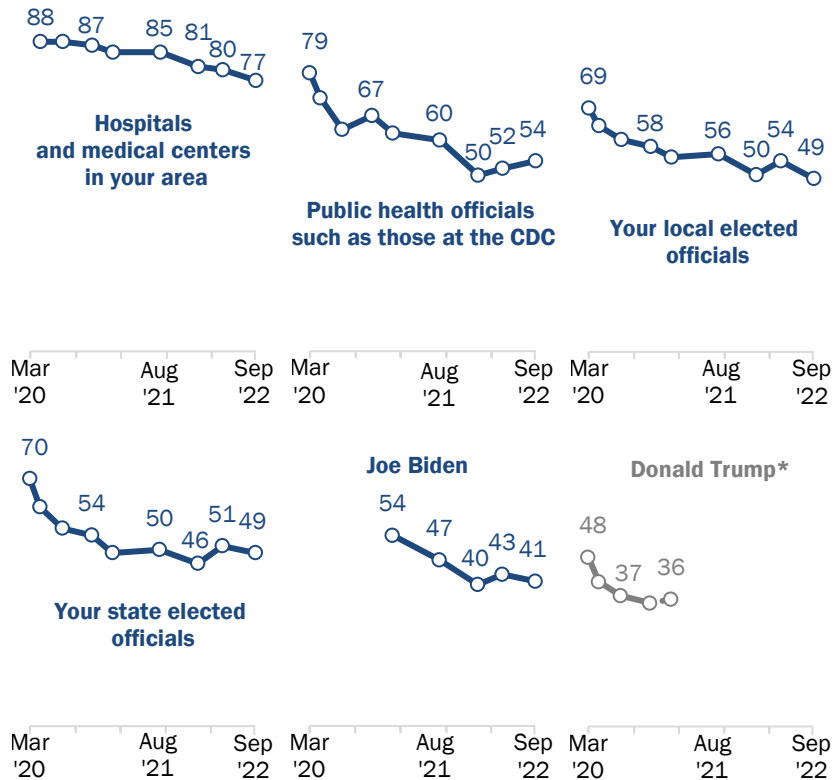 88 87 85 81 80 77
Hospitals
and medical centers
in your area
Mar '20 Aug '21 Sep '22
79 67 60 50 52 54
Public health officials
such as those at the CDC
Mar '20 Aug '21 Sep '22
69 58 56 50 54 49
Your local elected
officials
Mar '20 Aug '21 Sep '22
70 54 50 46 51 49
Your state elected
officials
Mar '20 Aug '21 Sep '22
Joe Biden
54 47 40 43 41
Mar '20 Aug '21 Sep '22
Donald Trump*
48 37 36
Mar '20 Aug '21 Sep '22